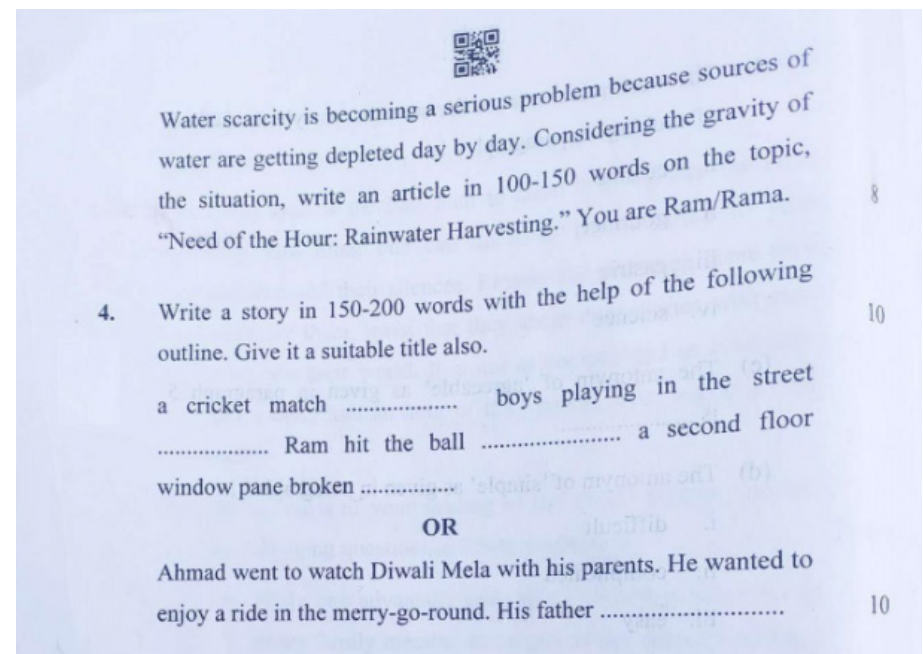 Water scarcity is becoming a serious problem because sources of
water are getting depleted day by day. Considering the gravity of
the situation, write an article in 100-150 words on the topic,
“Need of the Hour: Rainwater Harvesting.” You are Ram/Rama. 8
4. Write a story in 150-200 words with the help of the following 10
outline. Give it a suitable title also.
a cricket match .................... boys playing in the street
.................... Ram hit the ball ........................ a second floor
window pane broken .................
OR
Ahmad went to watch Diwali Mela with his parents. He wanted to
enjoy a ride in the merry-go-round. His father ............................... 10